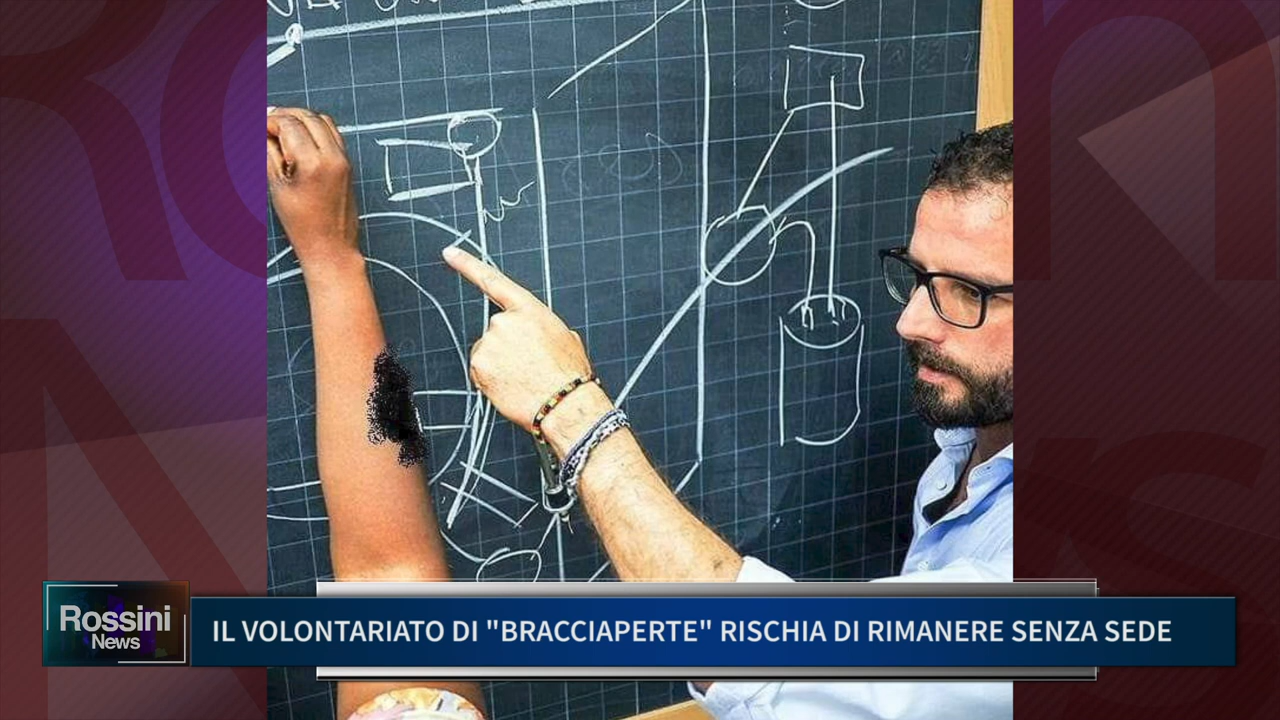 Rossini
News
IL VOLONTARIATO DI "BRACCIAPERTE" RISCHIA DI RIMANERE SENZA SEDE